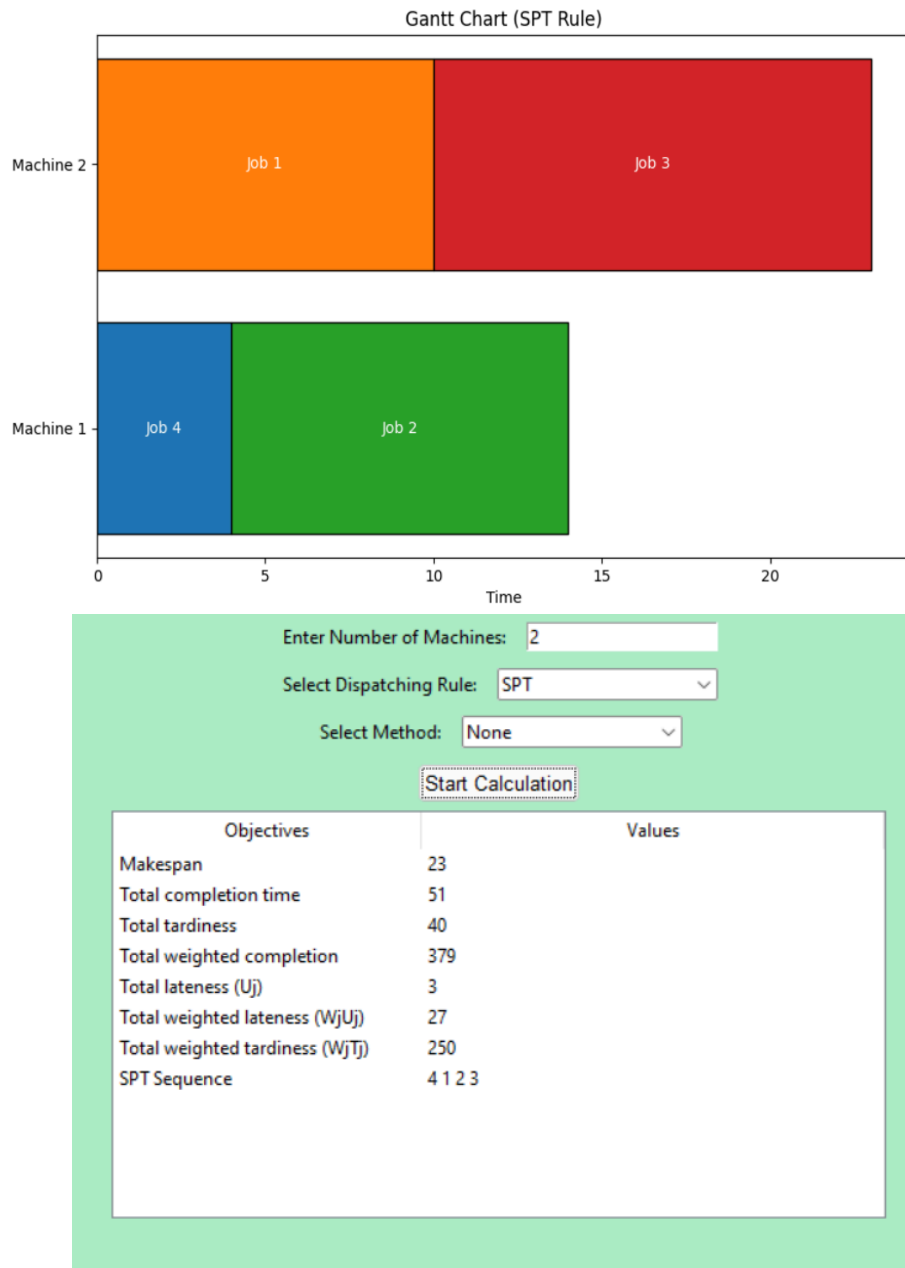 Gantt Chart (SPT Rule)
Machine 2
Job 1
Job 3
Machine 1
Job 4
Job 2
0 5 10 15 20
Time
Enter Number of Machines: 2
Select Dispatching Rule: SPT
Select Method: None
Start Calculation
Objectives Values
Makespan 23
Total completion time 51
Total tardiness 40
Total weighted completion 379
Total lateness (Uj) 3
Total weighted lateness (WjUj) 27
Total weighted tardiness (WjTj) 250
SPT Sequence 4 1 2 3